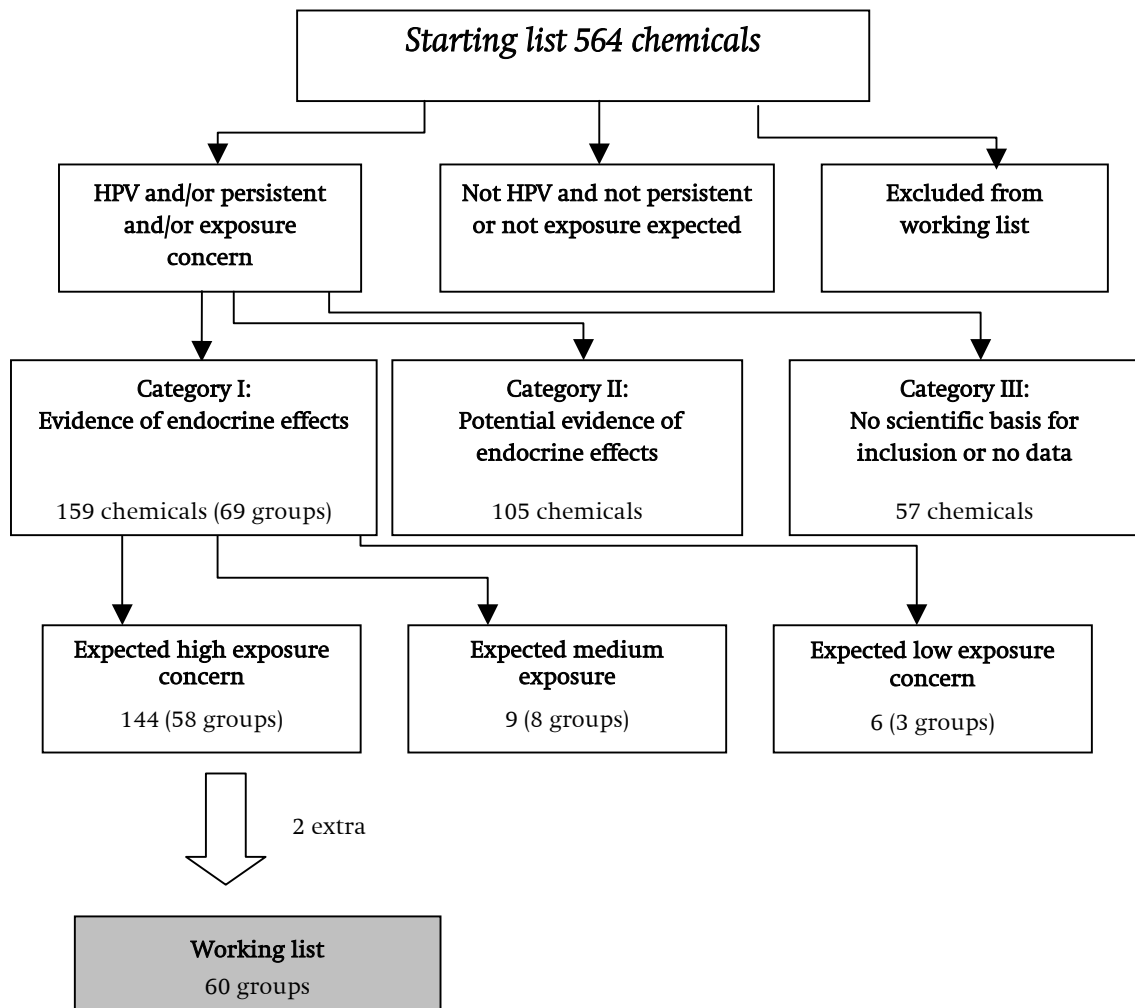 Starting list 564 chemicals
HPV and/or persistent
and/or exposure
concern
Not HPV and not persistent
or not exposure expected
Excluded from
working list
Category I:
Evidence of endocrine effects
159 chemicals (69 groups)
Category II:
Potential evidence of
endocrine effects
105 chemicals
Category III:
No scientific basis for
inclusion or no data
57 chemicals
Expected high exposure
concern
144 (58 groups)
Expected medium
exposure
9 (8 groups)
Expected low exposure
concern
6 (3 groups)
2 extra
Working list
60 groups